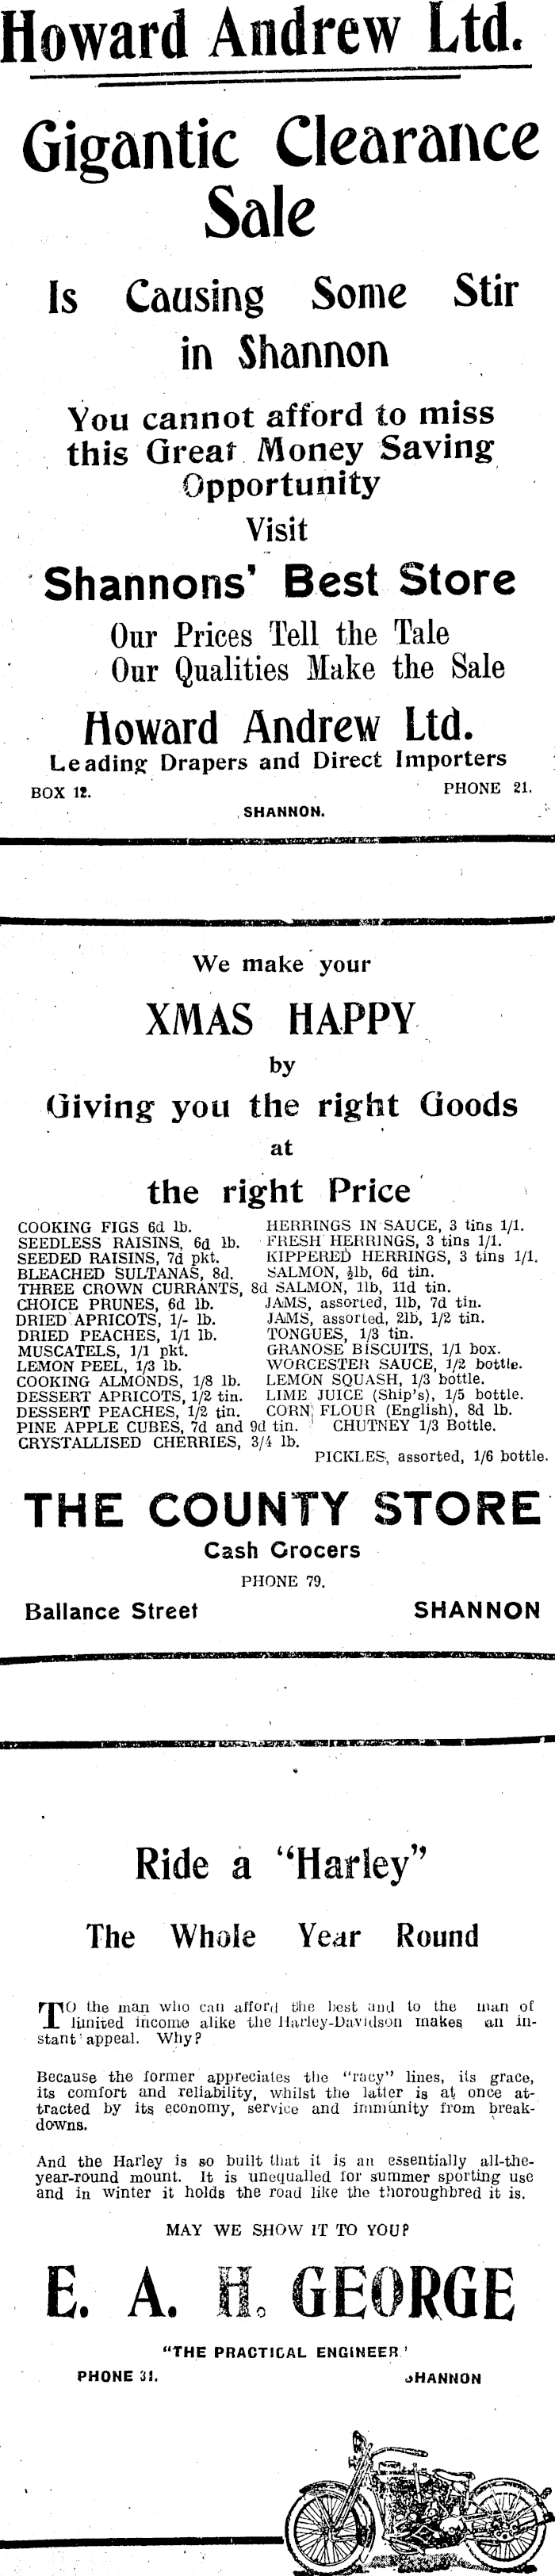 Howard Andrew Ltd.
Gigantic Clearance
Sale
Is Causing Some Stir
in Shannon
You cannot afford to miss
this Great Money Saving
Opportunity
Visit
Shannons' Best Store
Our Prices Tell the Tale
Our Qualities Make the Sale
Howard Andrew Ltd.
Leading Drapers and Direct Importers
BOX 12. PHONE 21.
SHANNON.
We make your
XMAS HAPPY
by
Giving you the right Goods
at
the right Price
COOKING FIGS 6d lb.
SEEDLESS RAISINS, 6d lb.
SEEDED RAISINS, 7d pkt.
BLEACHED SULTANAS, 8d.
THREE CROWN CURRANTS, 8d
CHOICE PRUNES, 6d lb.
DRIED APRICOTS, 1/- lb.
DRIED PEACHES, 1/1 lb.
MUSCATELS, 1/1 pkt.
LEMON PEEL, 1/3 lb.
COOKING ALMONDS, 1/8 lb.
DESSERT APRICOTS, 1/2 tin.
DESSERT PEACHES, 1/2 tin.
PINE APPLE CUBES, 7d and 9d tin.
CRYSTALLISED CHERRIES, 3/4 lb.
HERRINGS IN SAUCE, 3 tins 1/1.
FRESH HERRINGS, 3 tins 1/1.
KIPPERED HERRINGS, 3 tins 1/1.
SALMON, ½lb, 6d tin.
SALMON, 1lb, 11d tin.
JAMS, assorted, 1lb, 7d tin.
JAMS, assorted, 2lb, 1/2 tin.
TONGUES, 1/3 tin.
GRANOSE BISCUITS, 1/1 box.
WORCESTER SAUCE, 1/2 bottle.
LEMON SQUASH, 1/3 bottle.
LIME JUICE (Ship's), 1/5 bottle.
CORN FLOUR (English), 8d lb.
CHUTNEY 1/3 Bottle.
PICKLES, assorted, 1/6 bottle.
THE COUNTY STORE
Cash Grocers
PHONE 79.
Ballance Street SHANNON
Ride a "Harley"
The Whole Year Round
TO the man who can afford the best and to the man of
limited income alike the Harley-Davidson makes an in-
stant appeal. Why?
Because the former appreciates the "racy" lines, its grace,
its comfort and reliability, whilst the latter is at once at-
tracted by its economy, service and immunity from break-
downs.
And the Harley is so built that it is an essentially all-the-
year-round mount. It is unequalled for summer sporting use
and in winter it holds the road like the thoroughbred it is.
MAY WE SHOW IT TO YOU?
E. A. H. GEORGE
"THE PRACTICAL ENGINEER'
PHONE 31. SHANNON